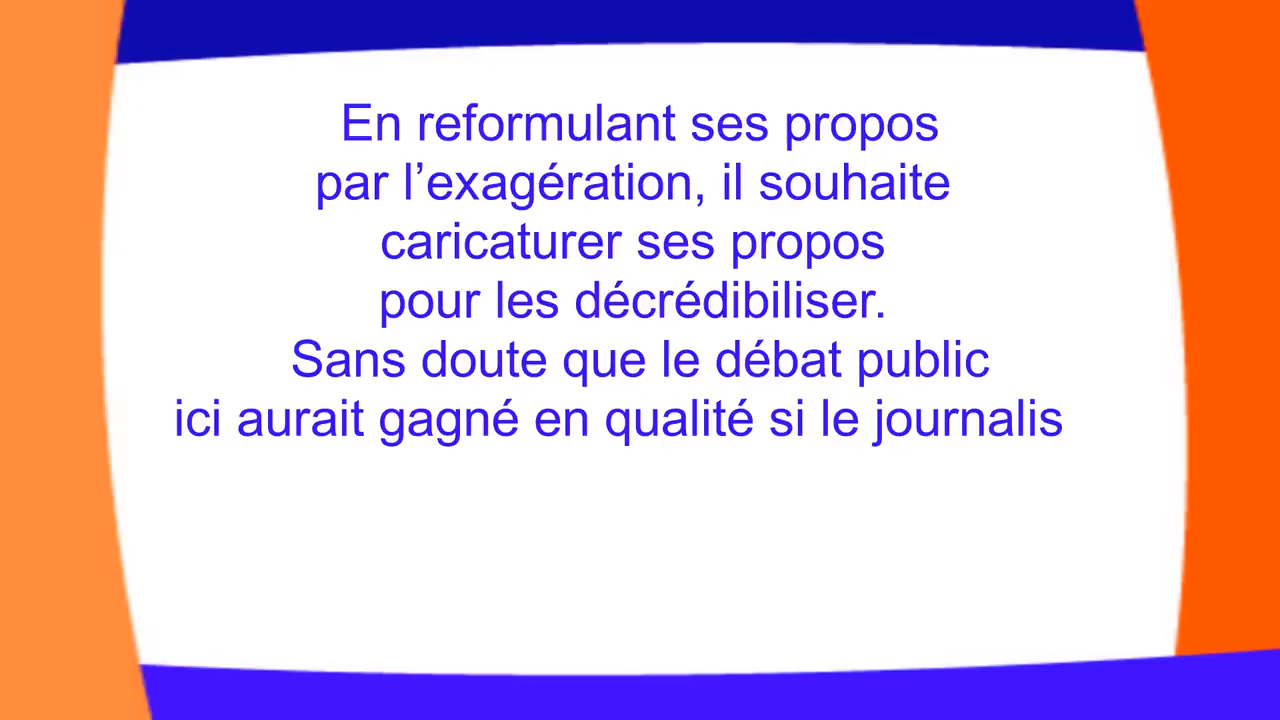 En reformulant ses propos
par l’exagération, il souhaite
caricaturer ses propos
pour les décrédibiliser.
Sans doute que le débat public
ici aurait gagné en qualité si le journalis